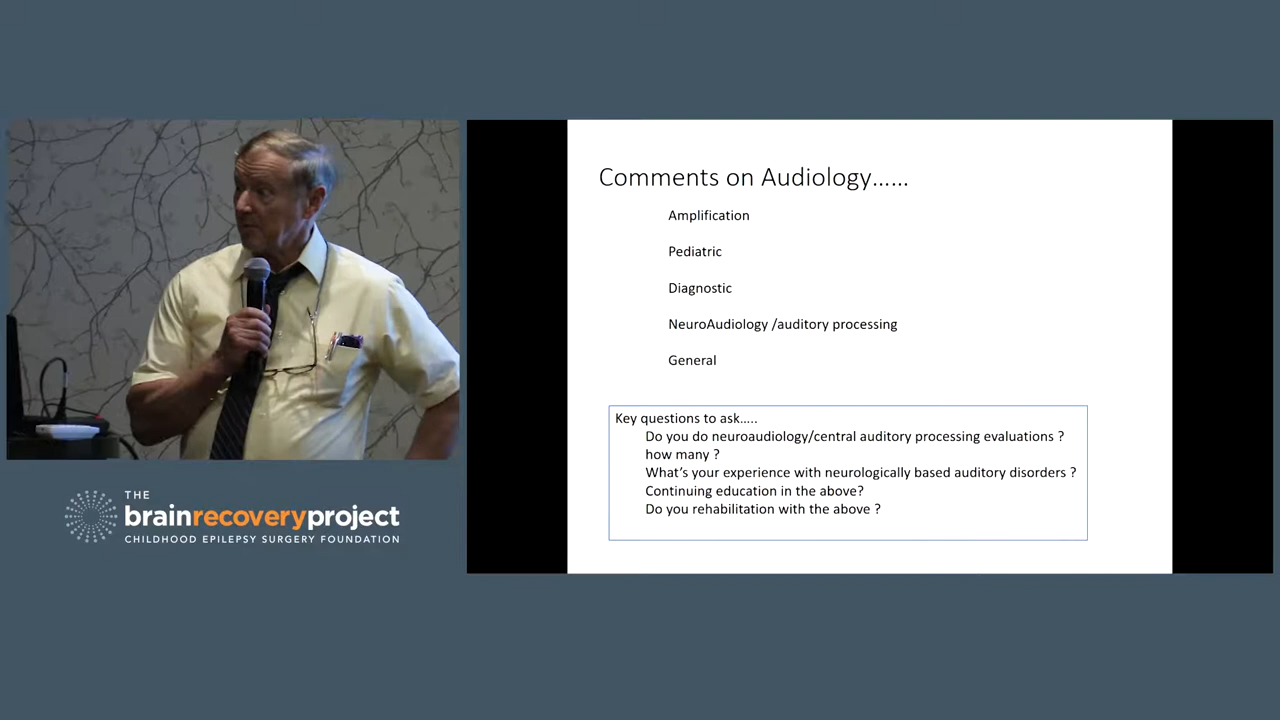 Comments on Audiology……
Amplification
Pediatric
Diagnostic
NeuroAudiology /auditory processing
General
Key questions to ask…..
Do you do neuroaudiology/central auditory processing evaluations ?
how many ?
What's your experience with neurologically based auditory disorders ?
Continuing education in the above?
Do you rehabilitation with the above ?
THE
brainrecoveryproject
CHILDHOOD EPILEPSY SURGERY FOUNDATION